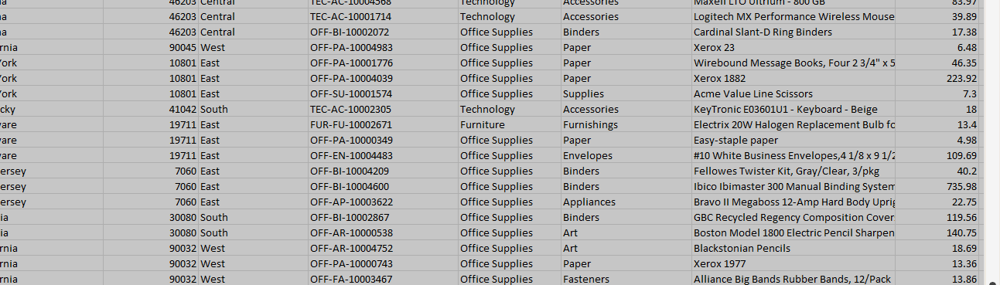 na 46203 Central TEC-AC-10004568 Technology Accessories Maxell LTO Ultrium - 800 GB 83.97
na 46203 Central TEC-AC-10001714 Technology Accessories Logitech MX Performance Wireless Mouse 39.89
na 46203 Central OFF-BI-10002072 Office Supplies Binders Cardinal Slant-D Ring Binders 17.38
rnia 90045 West OFF-PA-10004983 Office Supplies Paper Xerox 23 6.48
York 10801 East OFF-PA-10001776 Office Supplies Paper Wirebound Message Books, Four 2 3/4" x 5 46.35
York 10801 East OFF-PA-10004039 Office Supplies Paper Xerox 1882 223.92
York 10801 East OFF-SU-10001574 Office Supplies Supplies Acme Value Line Scissors 7.3
cky 41042 South TEC-AC-10002305 Technology Accessories KeyTronic E03601U1 - Keyboard - Beige 18
vare 19711 East FUR-FU-10002671 Furniture Furnishings Electrix 20W Halogen Replacement Bulb fo 13.4
vare 19711 East OFF-PA-10000349 Office Supplies Paper Easy-staple paper 4.98
vare 19711 East OFF-EN-10004483 Office Supplies Envelopes #10 White Business Envelopes,4 1/8 x 9 1/2 109.69
ersey 7060 East OFF-BI-10004209 Office Supplies Binders Fellowes Twister Kit, Gray/Clear, 3/pkg 40.2
ersey 7060 East OFF-BI-10004600 Office Supplies Binders Ibico Ibimaster 300 Manual Binding System 735.98
ersey 7060 East OFF-AP-10003622 Office Supplies Appliances Bravo II Megaboss 12-Amp Hard Body Uprig 22.75
ia 30080 South OFF-BI-10002867 Office Supplies Binders GBC Recycled Regency Composition Cover 119.56
ia 30080 South OFF-AR-10000538 Office Supplies Art Boston Model 1800 Electric Pencil Sharpen 140.75
rnia 90032 West OFF-AR-10004752 Office Supplies Art Blackstonian Pencils 18.69
rnia 90032 West OFF-PA-10000743 Office Supplies Paper Xerox 1977 13.36
rnia 90032 West OFF-FA-10003467 Office Supplies Fasteners Alliance Big Bands Rubber Bands, 12/Pack 13.86